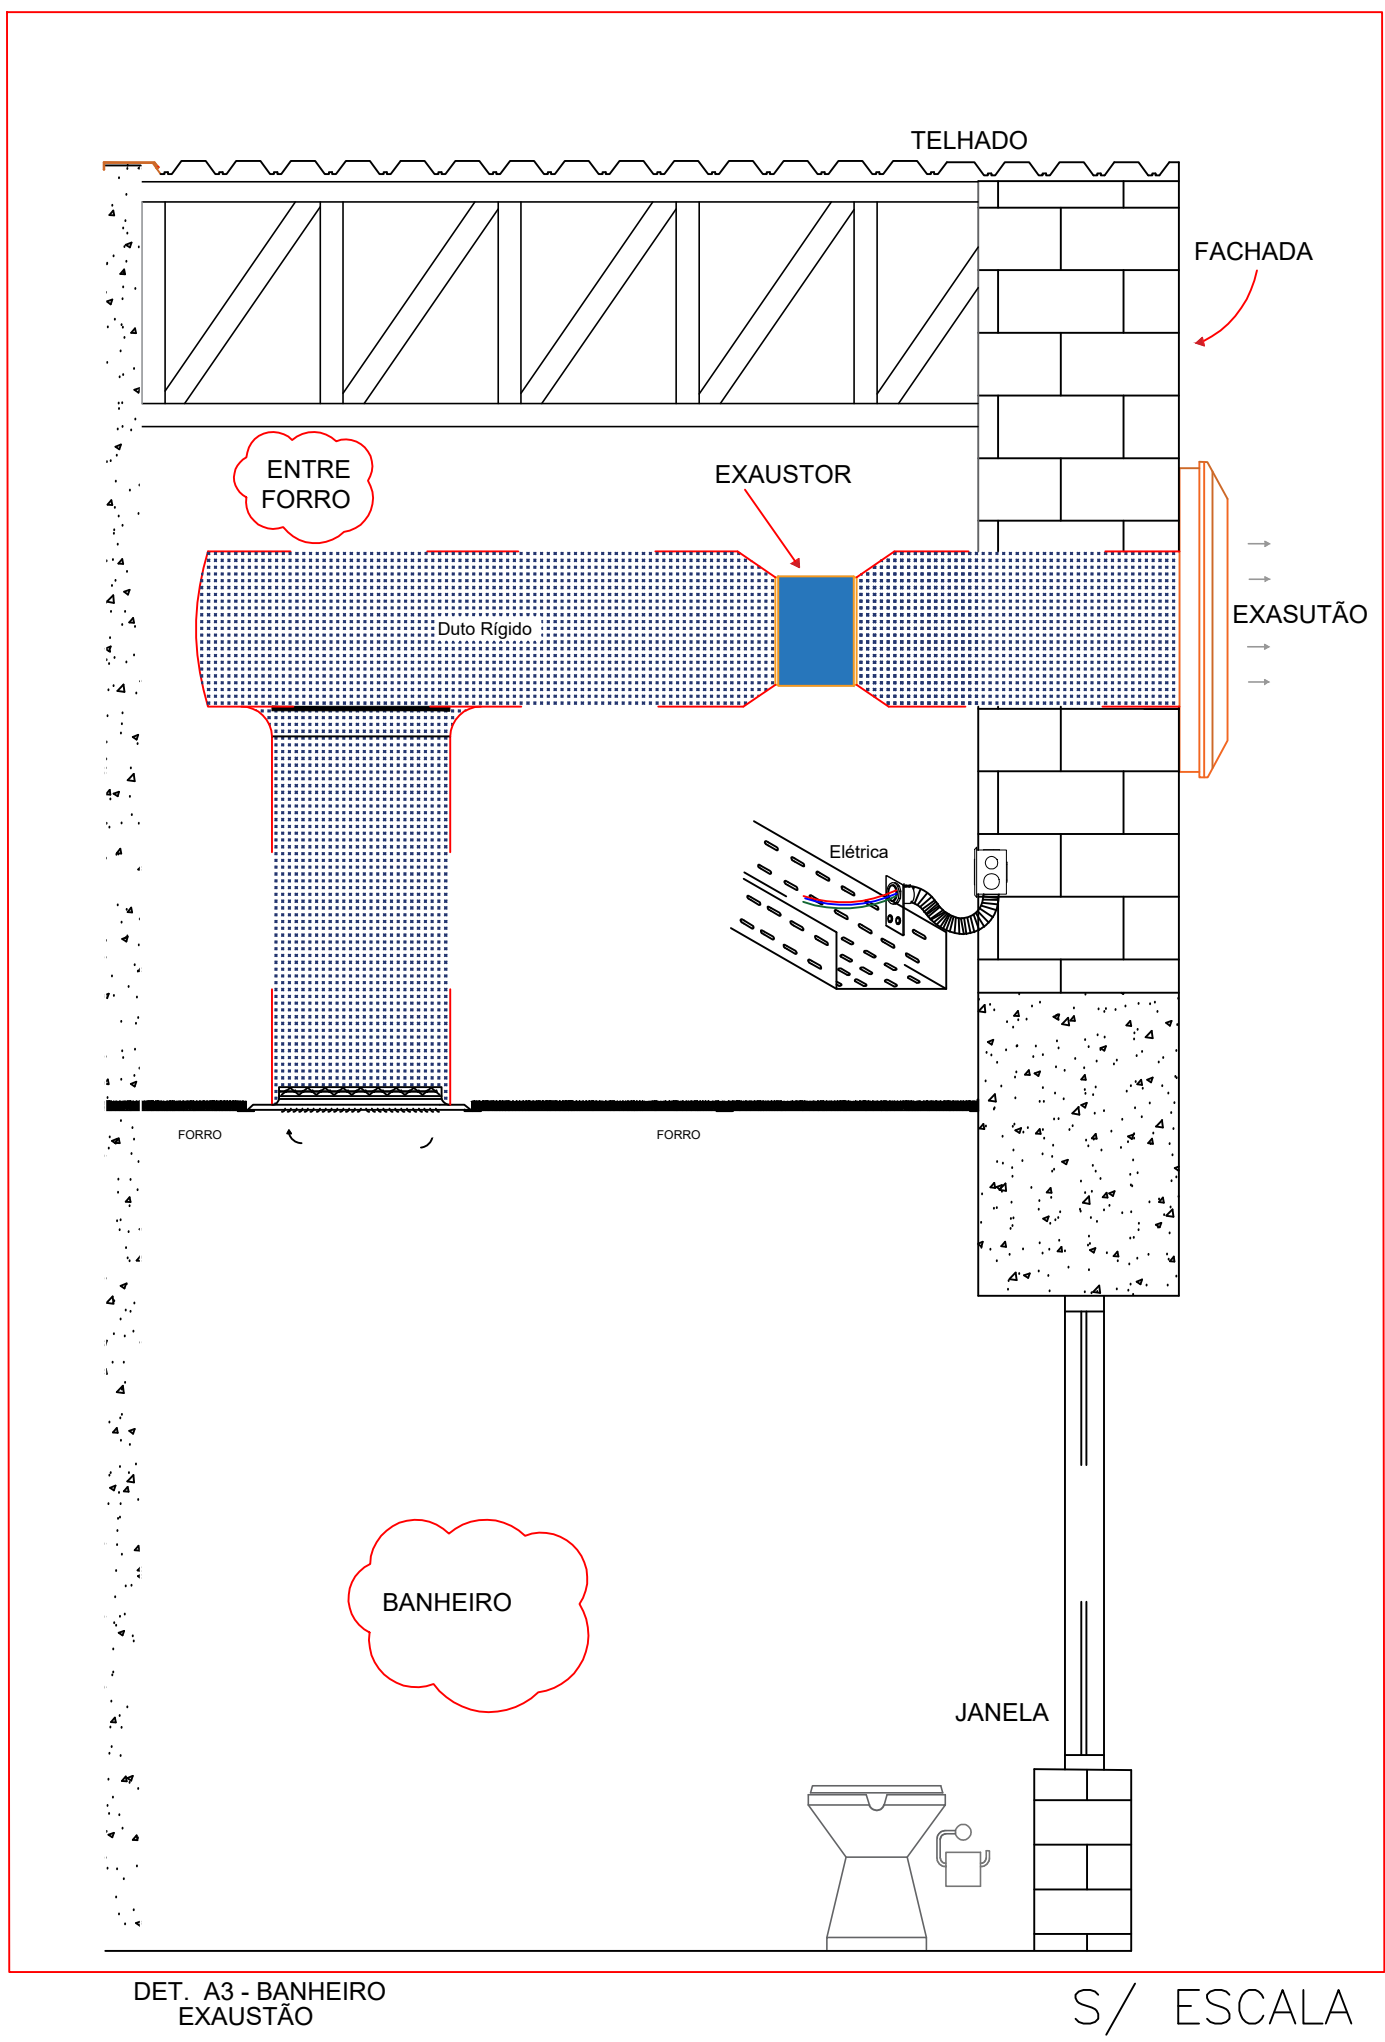 TELHADO
FACHADA
ENTRE
FORRO
EXAUSTOR
EXASUTÃO
Duto Rígido
Elétrica
FORRO
FORRO
BANHEIRO
JANELA
DET. A3 - BANHEIRO
EXAUSTÃO
S/ ESCALA